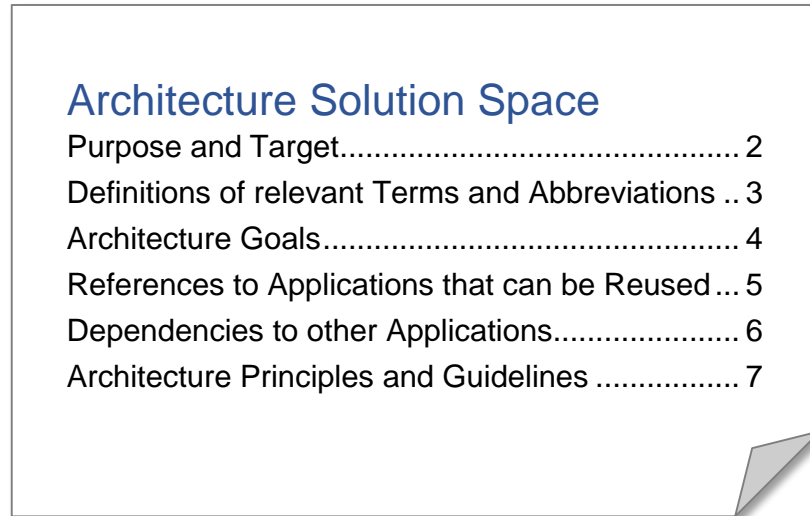 Architecture Solution Space
Purpose and Target.............................................. 2
Definitions of relevant Terms and Abbreviations .. 3
Architecture Goals................................................ 4
References to Applications that can be Reused ... 5
Dependencies to other Applications...................... 6
Architecture Principles and Guidelines ................. 7